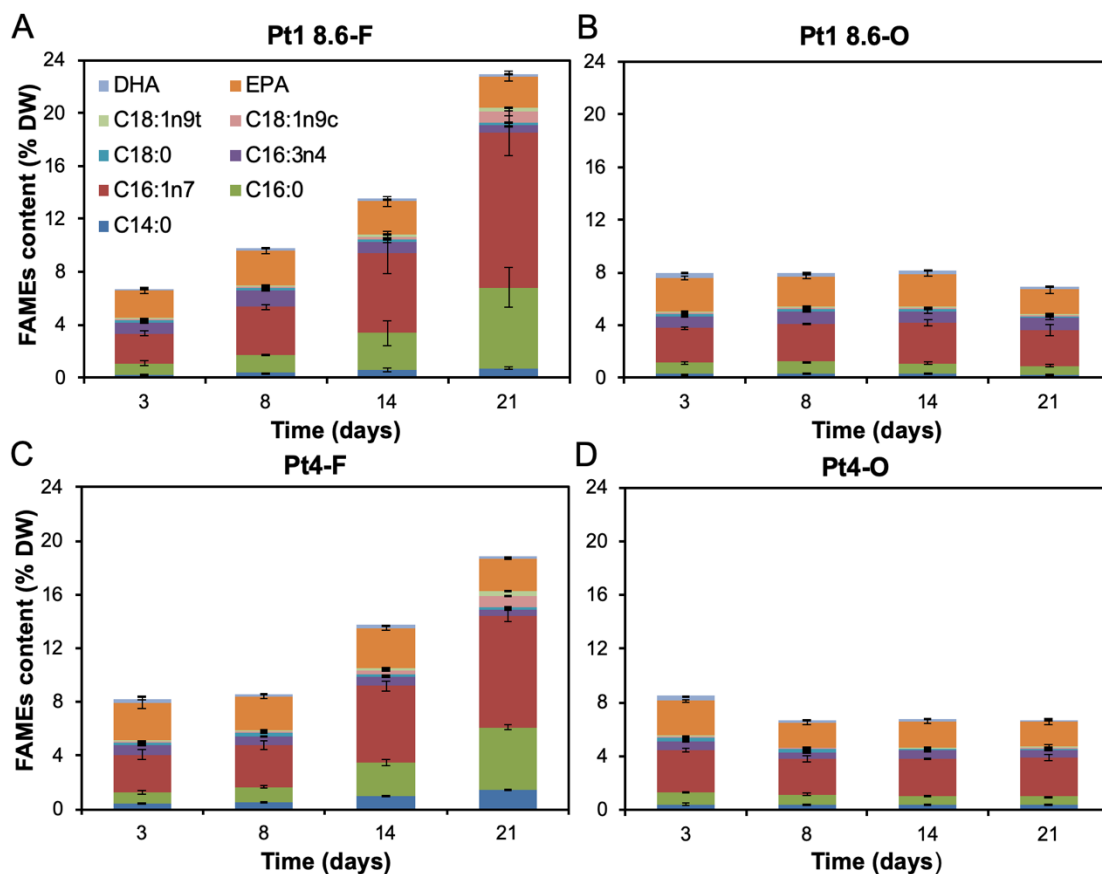 A
Pt1 8.6-F
FAMEs content (% DW)
24
20
16
12
8
4
0
DHA
EPA
C18:1n9t
C18:1n9c
C18:0
C16:3n4
C16:1n7
C16:0
C14:0
3 8 14 21
Time (days)
B
Pt1 8.6-O
24
20
16
12
8
4
0
3 8 14 21
Time (days)
C
Pt4-F
FAMEs content (% DW)
24
20
16
12
8
4
0
3 8 14 21
Time (days)
D
Pt4-O
24
20
16
12
8
4
0
3 8 14 21
Time (days)